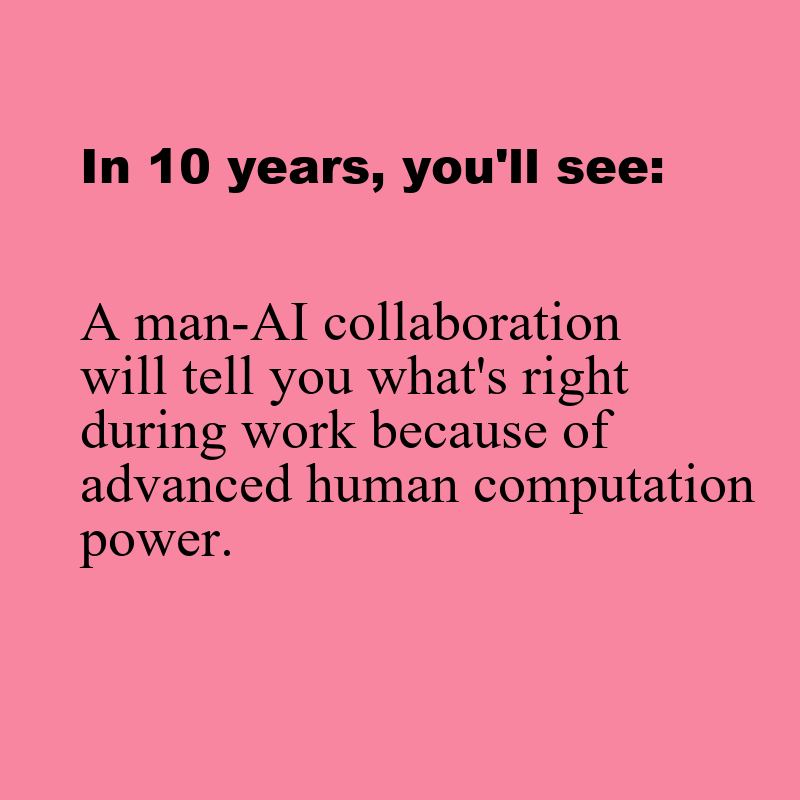 In 10 years, you'll see:
A man-AI collaboration
will tell you what's right
during work because of
advanced human computation
power.